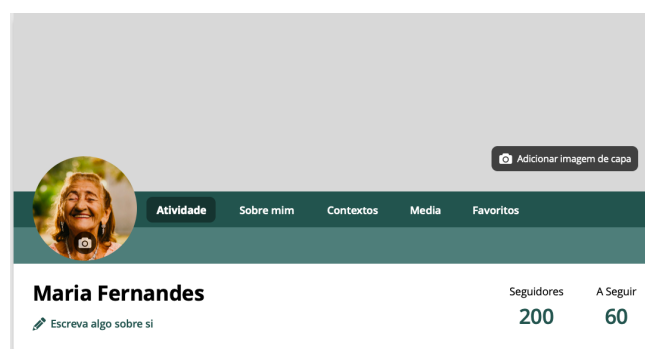 Adicionar imagem de capa
Atividade Sobre mim Contextos Media Favoritos
Maria Fernandes
Escreva algo sobre si
Seguidores A Seguir
200 60